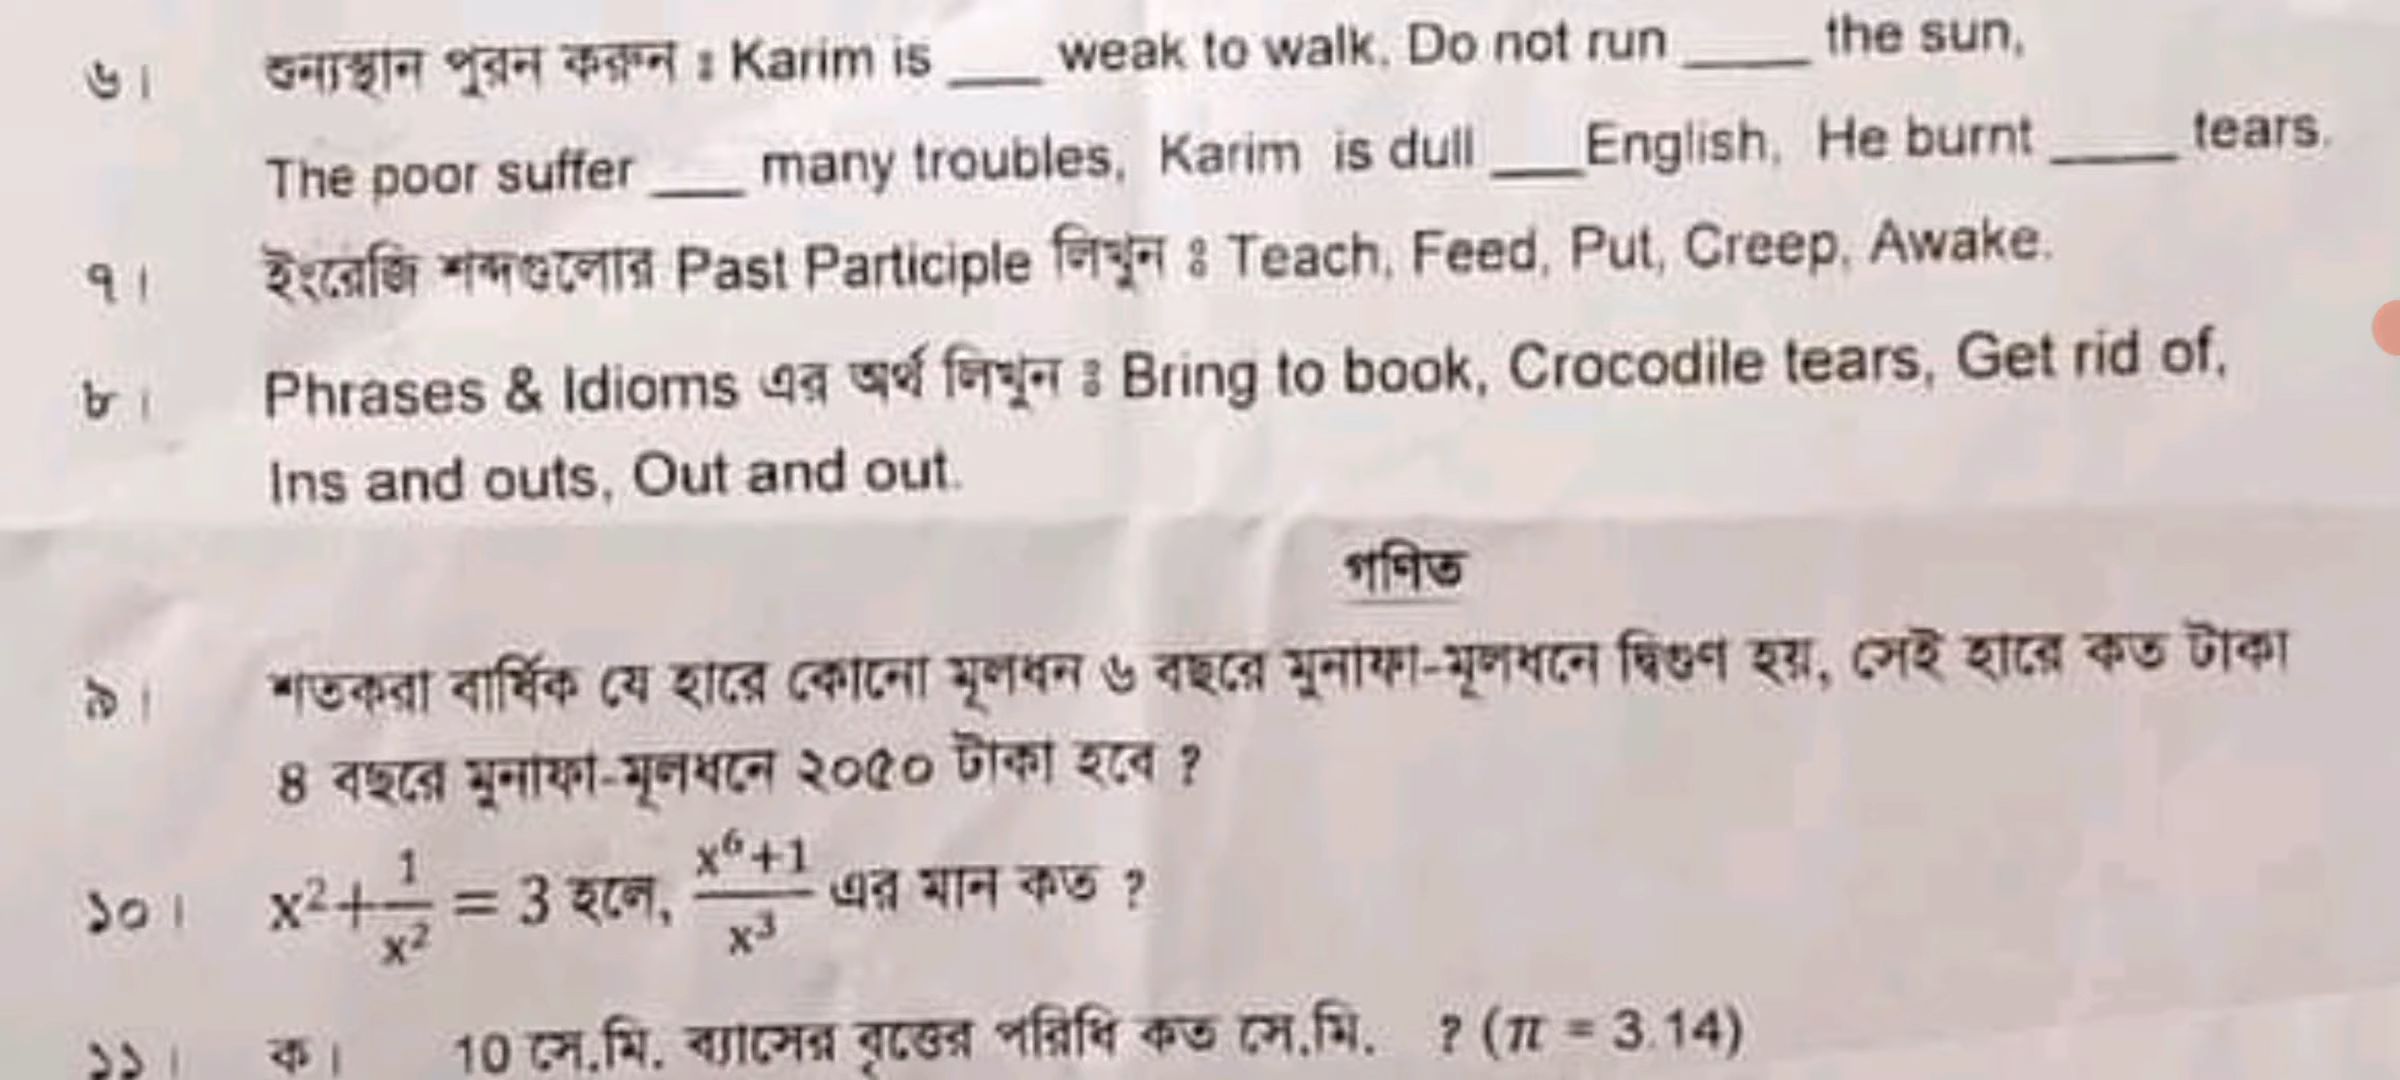 ৬। শুন্যস্থান পুরন করুন ঃ Karim is ___ weak to walk. Do not run ____ the sun,
The poor suffer ___ many troubles, Karim is dull ___English, He burnt ____ tears.
৭। ইংরেজি শব্দগুলোর Past Participle লিখুন ঃ Teach, Feed, Put, Creep, Awake.
৮। Phrases & Idioms এর অর্থ লিখুন ঃ Bring to book, Crocodile tears, Get rid of,
Ins and outs, Out and out.
গণিত
৯। শতকরা বার্ষিক যে হারে কোনো মূলধন ৬ বছরে মুনাফা-মূলধনে দ্বিগুণ হয়, সেই হারে কত টাকা
৪ বছরে মুনাফা-মূলধনে ২০৫০ টাকা হবে ?
১০। x²+1/x² = 3 হলে, x⁶+1/x³ এর মান কত ?
১১। ক। 10 সে.মি. ব্যাসের বৃত্তের পরিধি কত সে.মি. ? (π = 3.14)